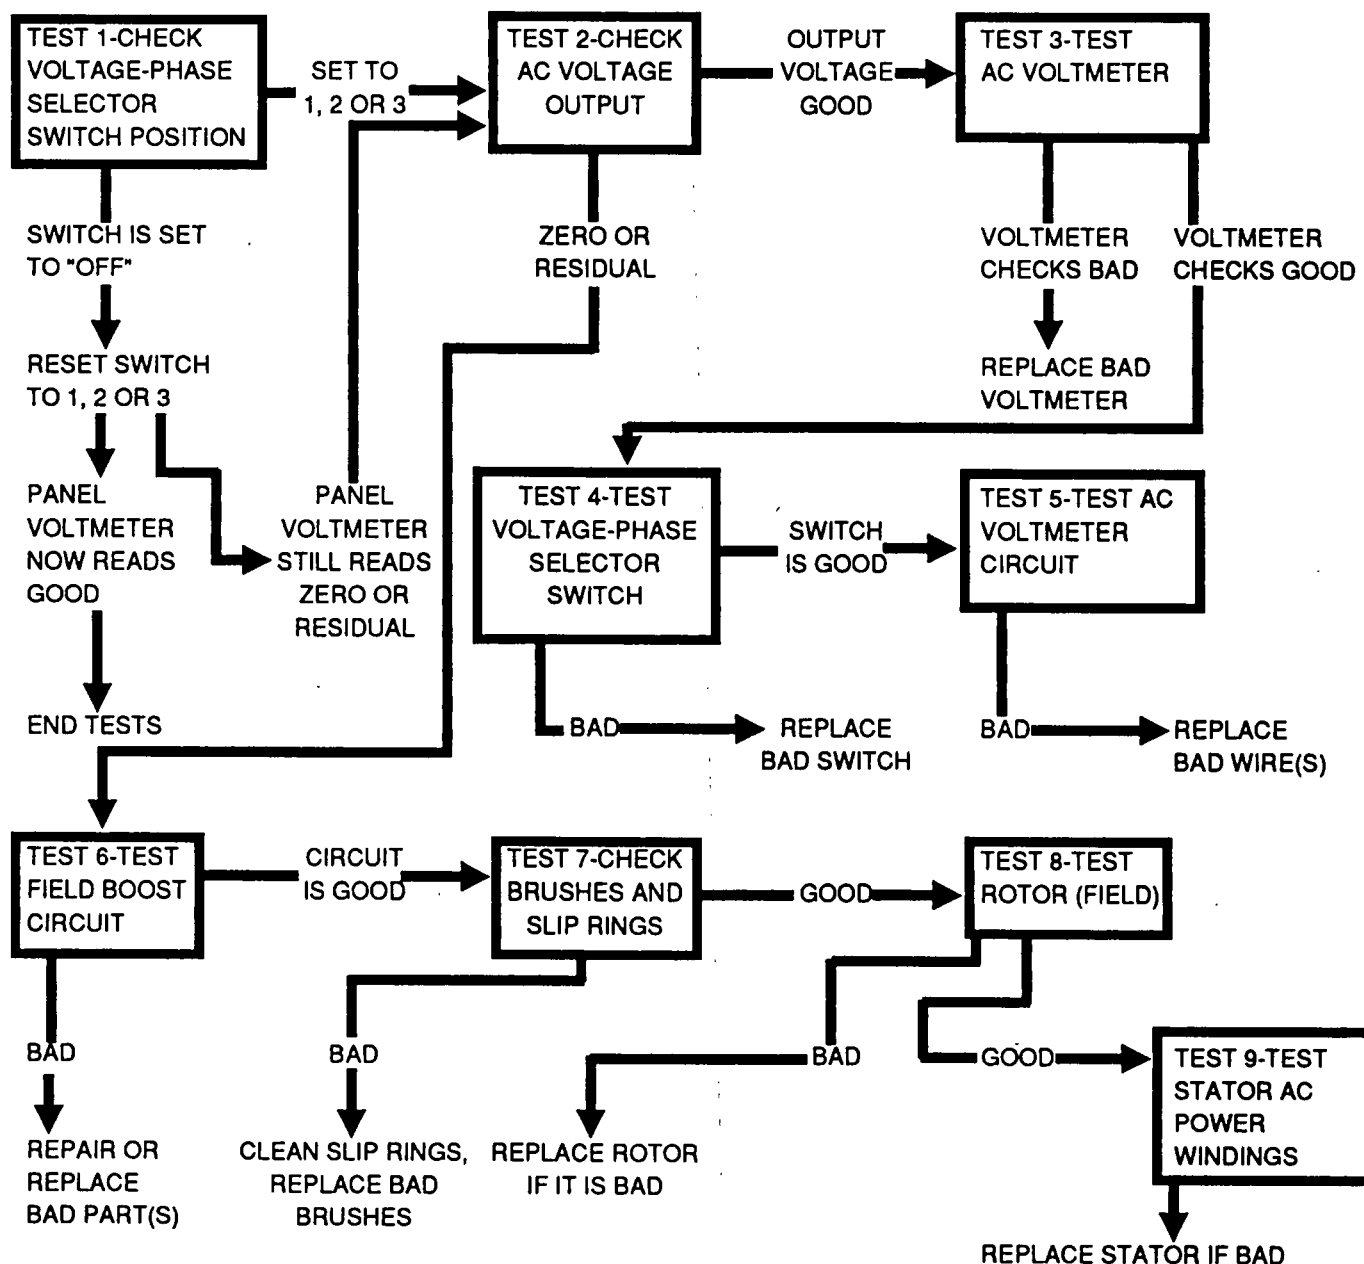 TEST 1-CHECK
VOLTAGE-PHASE
SELECTOR
SWITCH POSITION
SET TO
1, 2 OR 3
TEST 2-CHECK
AC VOLTAGE
OUTPUT
OUTPUT
VOLTAGE
GOOD
TEST 3-TEST
AC VOLTMETER
SWITCH IS SET
TO "OFF"
ZERO OR
RESIDUAL
VOLTMETER
CHECKS BAD
VOLTMETER
CHECKS GOOD
RESET SWITCH
TO 1, 2 OR 3
REPLACE BAD
VOLTMETER
PANEL
VOLTMETER
NOW READS
GOOD
PANEL
VOLTMETER
STILL READS
ZERO OR
RESIDUAL
TEST 4-TEST
VOLTAGE-PHASE
SELECTOR
SWITCH
SWITCH
IS GOOD
TEST 5-TEST AC
VOLTMETER
CIRCUIT
END TESTS
BAD
REPLACE
BAD SWITCH
BAD
REPLACE
BAD WIRE(S)
TEST 6-TEST
FIELD BOOST
CIRCUIT
CIRCUIT
IS GOOD
TEST 7-CHECK
BRUSHES AND
SLIP RINGS
GOOD
TEST 8-TEST
ROTOR (FIELD)
BAD
BAD
BAD
GOOD
TEST 9-TEST
STATOR AC
POWER
WINDINGS
REPAIR OR
REPLACE
BAD PART(S)
CLEAN SLIP RINGS,
REPLACE BAD
BRUSHES
REPLACE ROTOR
IF IT IS BAD
REPLACE STATOR IF BAD